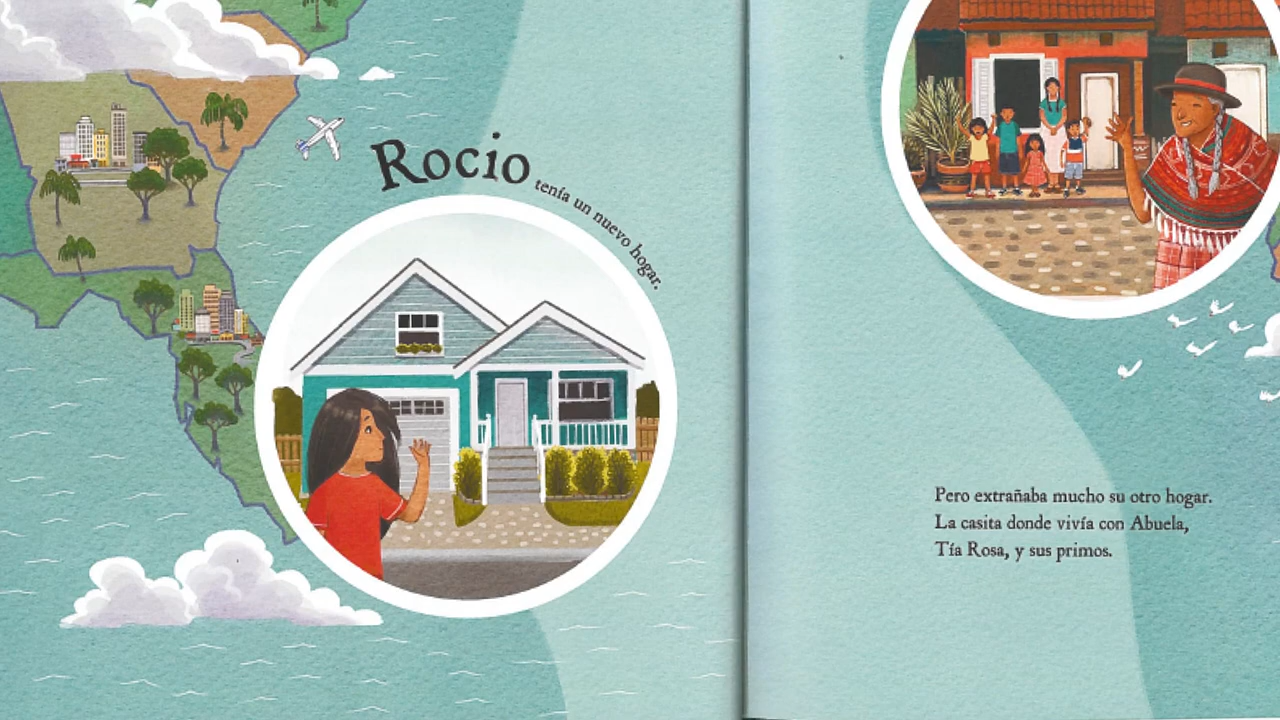 Rocio tenía un nuevo hogar.
Pero extrañaba mucho su otro hogar.
La casita donde vivía con Abuela,
Tía Rosa, y sus primos.